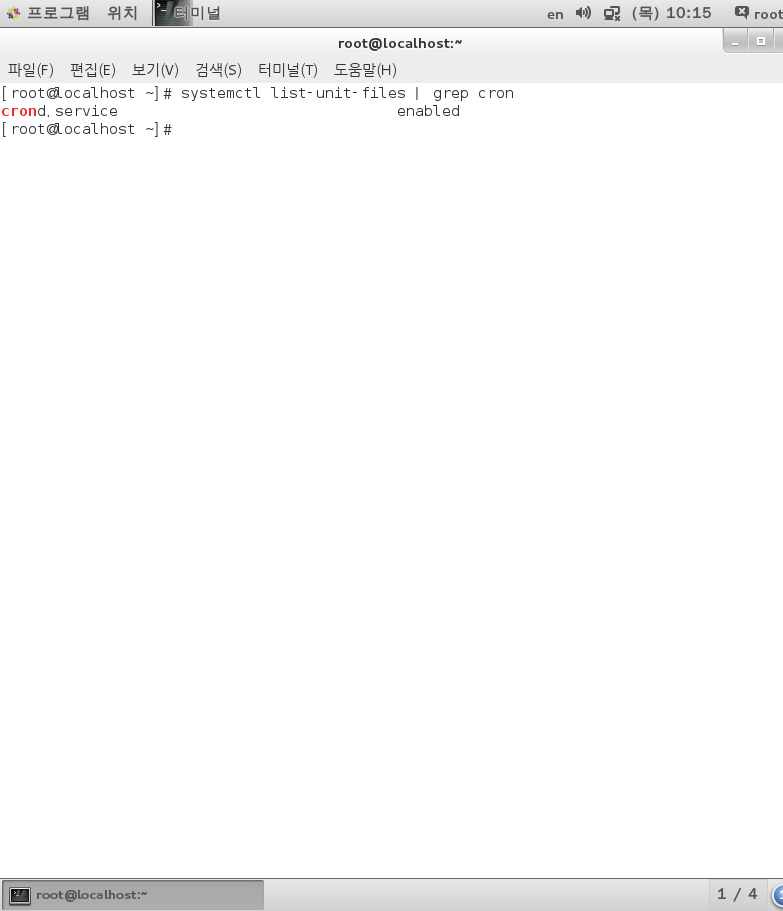 프로그램 위치 터미널 en (목) 10:15 root
root@localhost:~
파일(F) 편집(E) 보기(V) 검색(S) 터미널(T) 도움말(H)
[root@localhost ~]# systemctl list-unit-files | grep cron
crond.service enabled
[root@localhost ~]#
root@localhost:~ 1 / 4